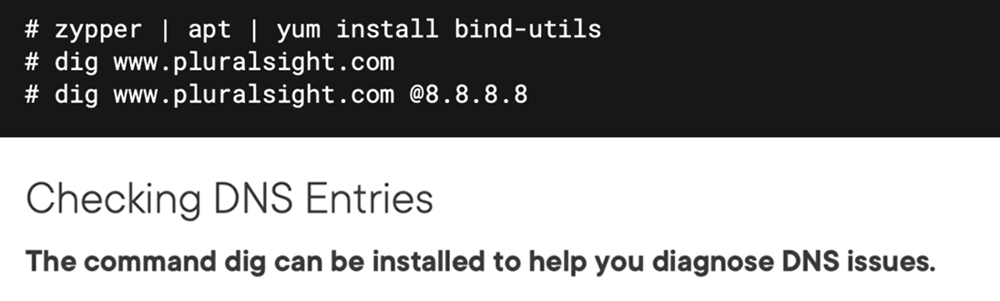 # zypper | apt | yum install bind-utils
# dig www.pluralsight.com
# dig www.pluralsight.com @8.8.8.8
Checking DNS Entries
The command dig can be installed to help you diagnose DNS issues.